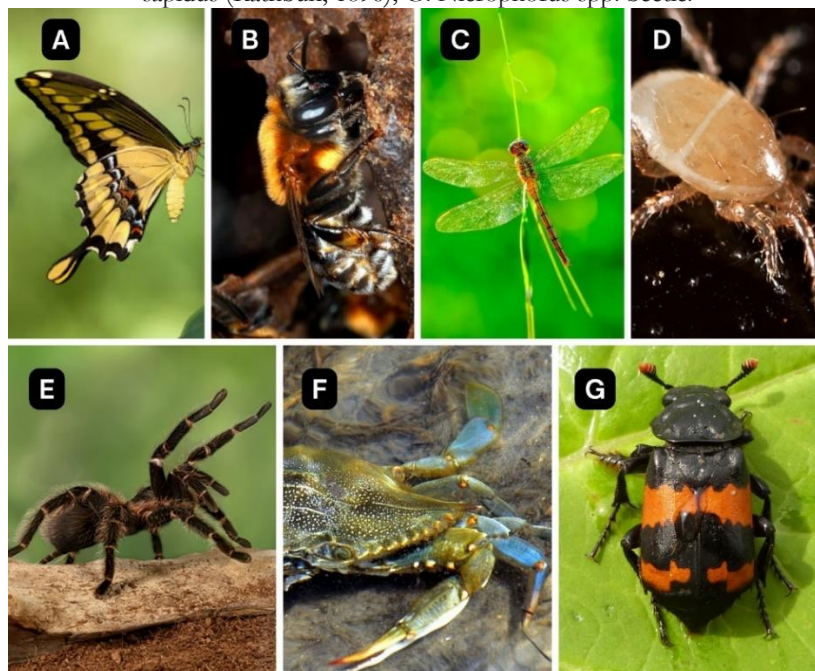 sapidus (Rathbun, 1896); G. Nicrophorus spp. beetle.
A
B
C
D
E
F
G